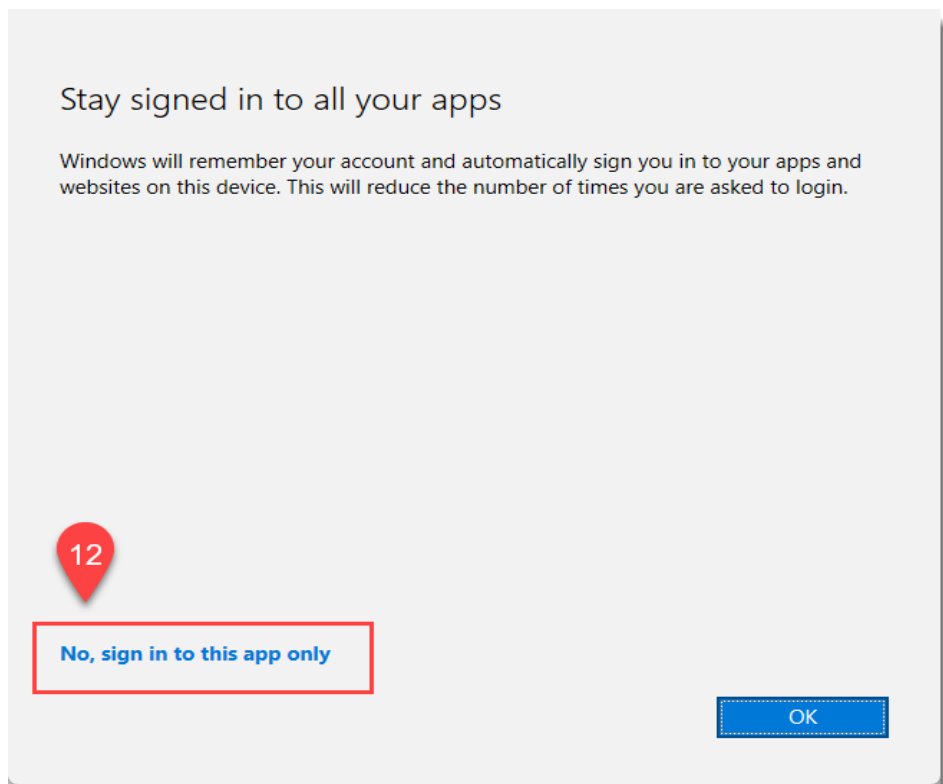 Stay signed in to all your apps
Windows will remember your account and automatically sign you in to your apps and
websites on this device. This will reduce the number of times you are asked to login.
12
No, sign in to this app only
OK